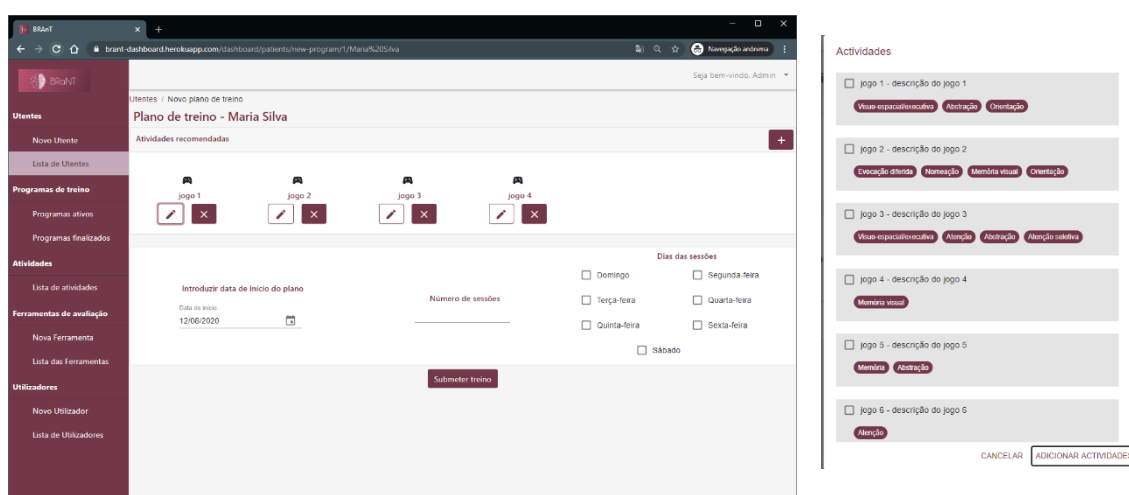 BRAnT
brant-dashboard.herokuapp.com/dashboard/patients/new-program/1/Maria%20Silva
Navegação anónima
BRaNT
Seja bem-vindo, Admin
Utentes / Novo plano de treino
Plano de treino - Maria Silva
Atividades recomendadas
Utentes
Novo Utente
Lista de Utentes
Programas de treino
Programas ativos
Programas finalizados
Atividades
Lista de atividades
Ferramentas de avaliação
Nova Ferramenta
Lista das Ferramentas
Utilizadores
Novo Utilizador
Lista de Utilizadores
jogo 1 jogo 2 jogo 3 jogo 4
Introduzir data de início do plano
Data de início
12/06/2020
Número de sessões
Dias das sessões
Domingo Segunda-feira
Terça-feira Quarta-feira
Quinta-feira Sexta-feira
Sábado
Submeter treino
Actividades
jogo 1 - descrição do jogo 1
Visuo-espacial/executiva Abstração Orientação
jogo 2 - descrição do jogo 2
Evocação diferida Nomeação Memória visual Orientação
jogo 3 - descrição do jogo 3
Visuo-espacial/executiva Atenção Abstração Atenção seletiva
jogo 4 - descrição do jogo 4
Memória visual
jogo 5 - descrição do jogo 5
Memória Abstração
jogo 6 - descrição do jogo 6
Atenção
CANCELAR ADICIONAR ACTIVIDADES